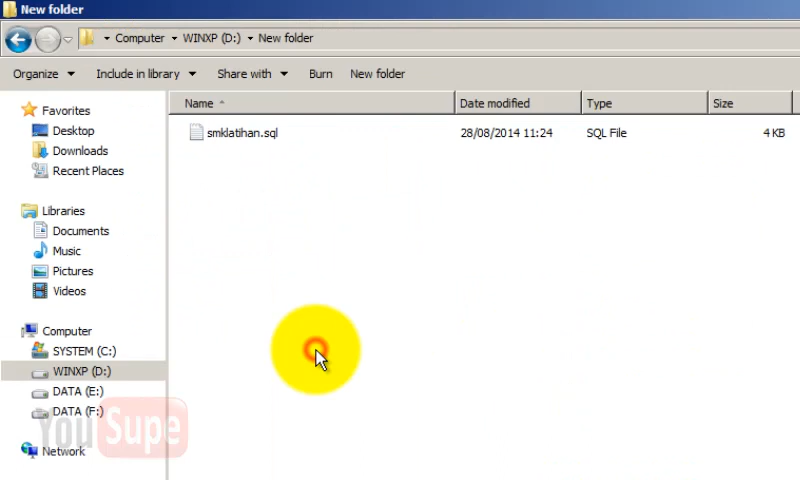 New folder
Computer WINXP (D:) New folder
Organize Include in library Share with Burn New folder
Name Date modified Type Size
smklatihan.sql 28/08/2014 11:24 SQL File 4 KB
Favorites
Desktop
Downloads
Recent Places
Libraries
Documents
Music
Pictures
Videos
Computer
SYSTEM (C:)
WINXP (D:)
DATA (E:)
DATA (F:)
You Supe
Network